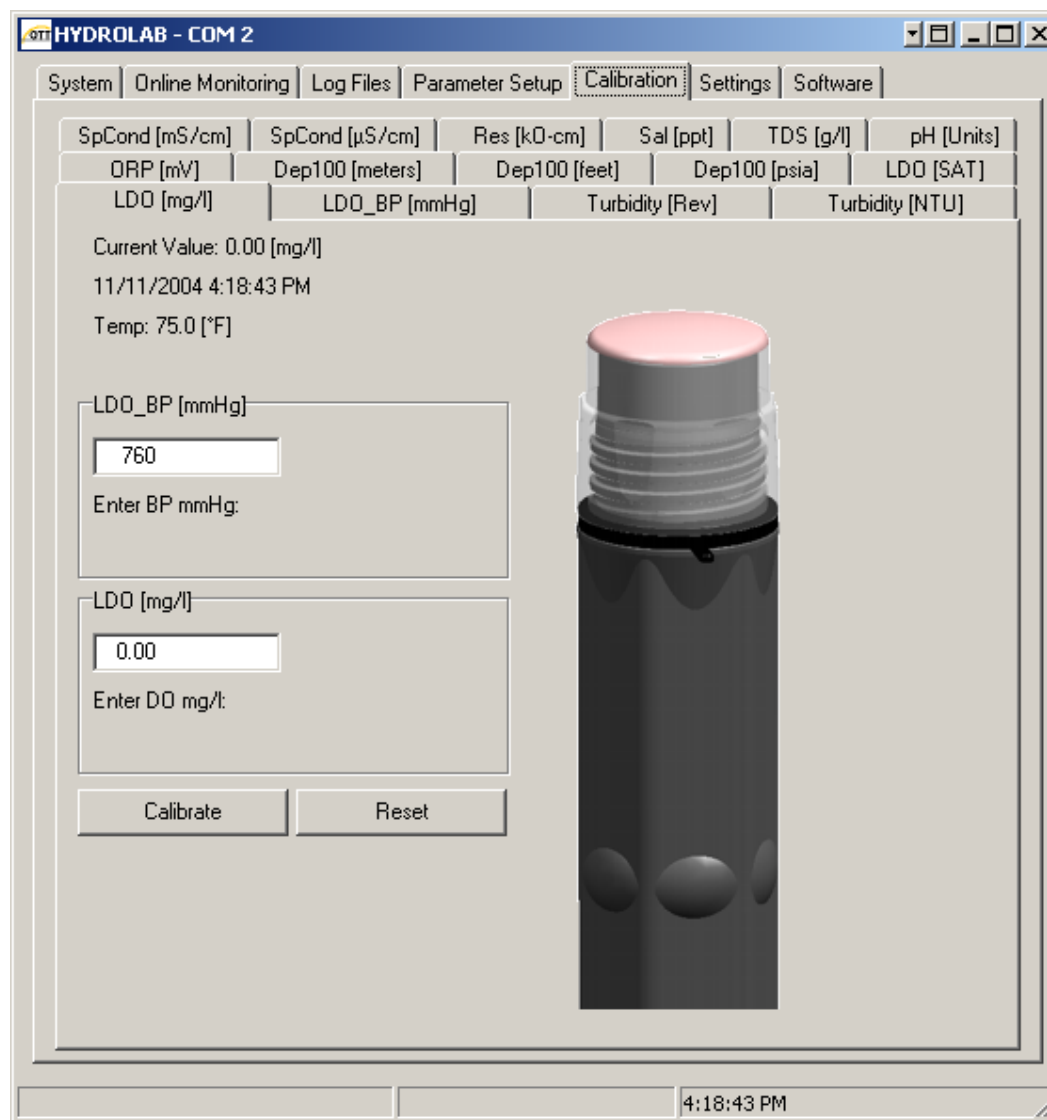 OTT HYDROLAB - COM 2
System Online Monitoring Log Files Parameter Setup Calibration Settings Software
SpCond [mS/cm] SpCond [µS/cm] Res [kO-cm] Sal [ppt] TDS [g/l] pH [Units]
ORP [mV] Dep100 [meters] Dep100 [feet] Dep100 [psia] LDO [SAT]
LDO [mg/l] LDO_BP [mmHg] Turbidity [Rev] Turbidity [NTU]
Current Value: 0.00 [mg/l]
11/11/2004 4:18:43 PM
Temp: 75.0 [°F]
LDO_BP [mmHg]
760
Enter BP mmHg:
LDO [mg/l]
0.00
Enter DO mg/l:
Calibrate Reset
4:18:43 PM